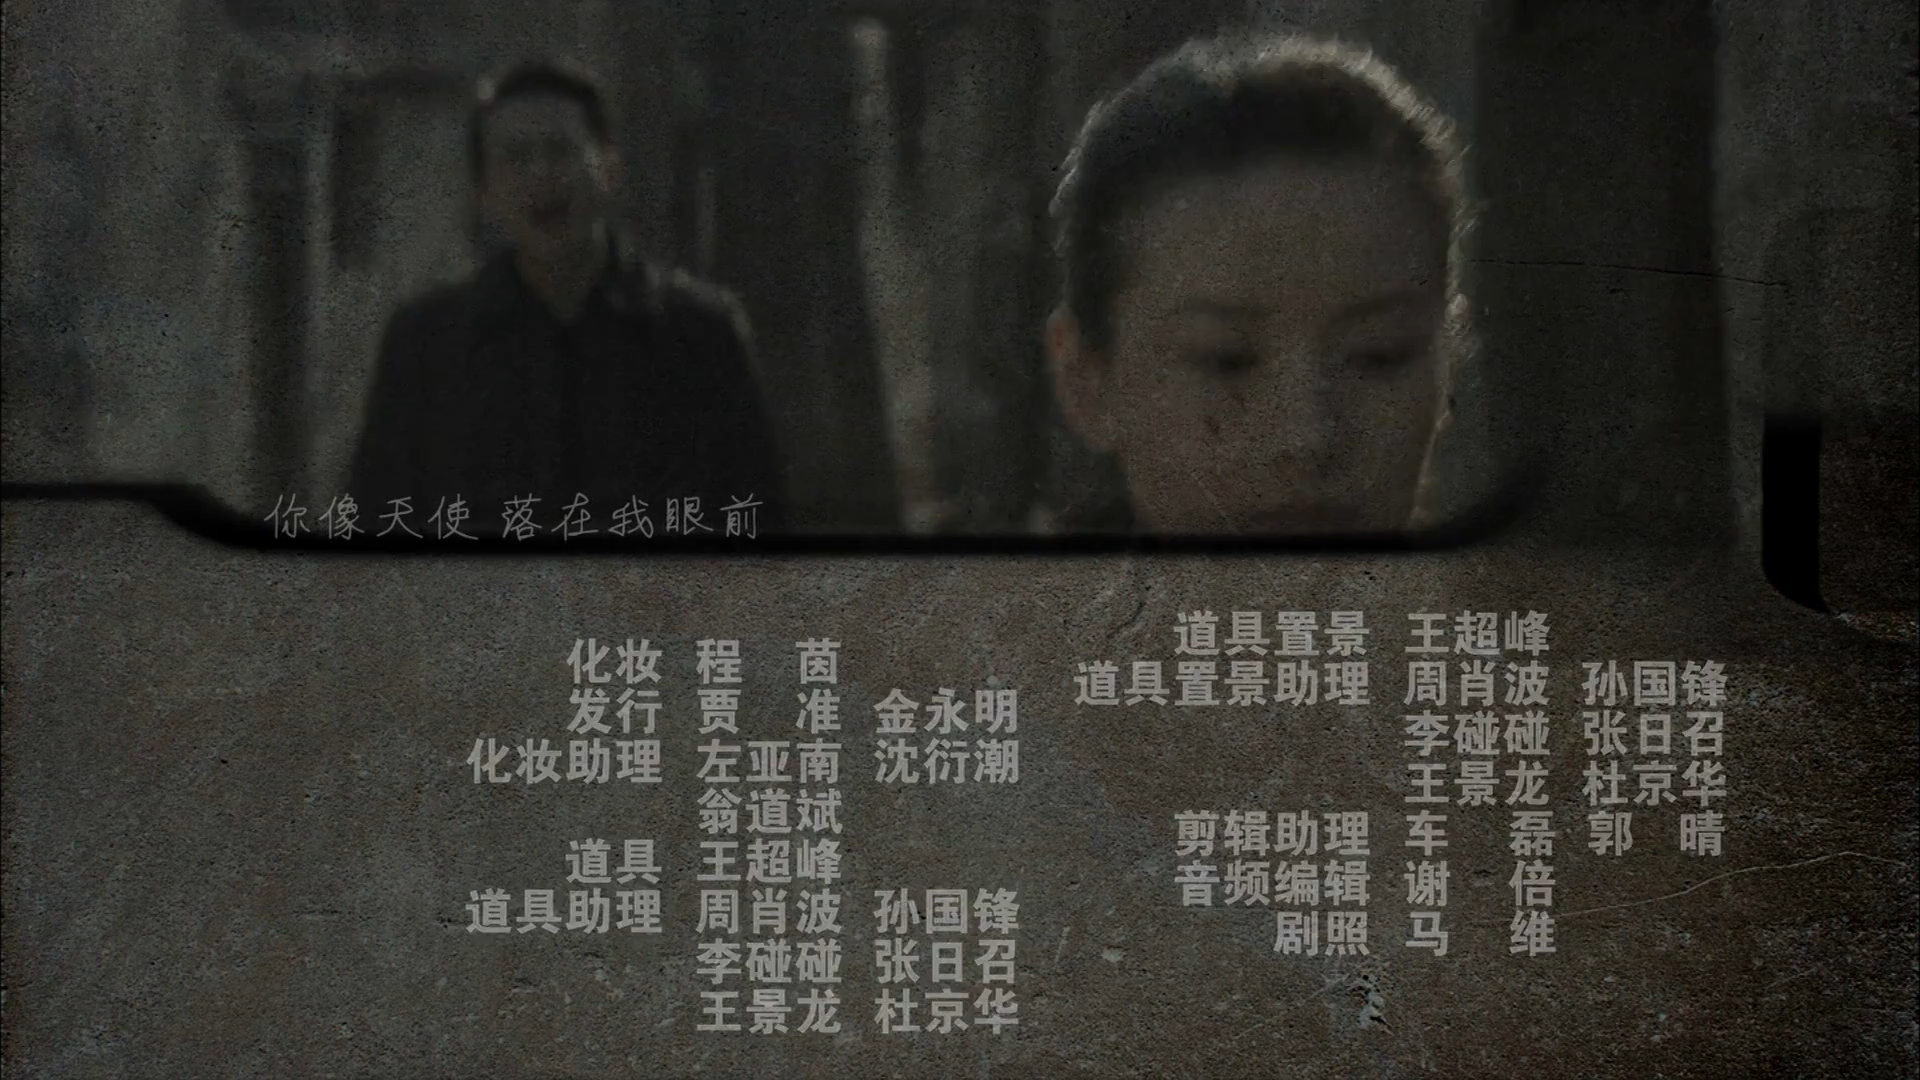 你像天使 落在我眼前
化妆 程 茵
发行 贾 准 金永明
化妆助理 左亚南 沈衍潮
翁道斌
道具 王超峰
道具助理 周肖波 孙国锋
李碰碰 张日召
王景龙 杜京华
道具置景 王超峰
道具置景助理 周肖波 孙国锋
李碰碰 张日召
王景龙 杜京华
剪辑助理 车 磊 郭 晴
音频编辑 谢 倍
剧照 马 维